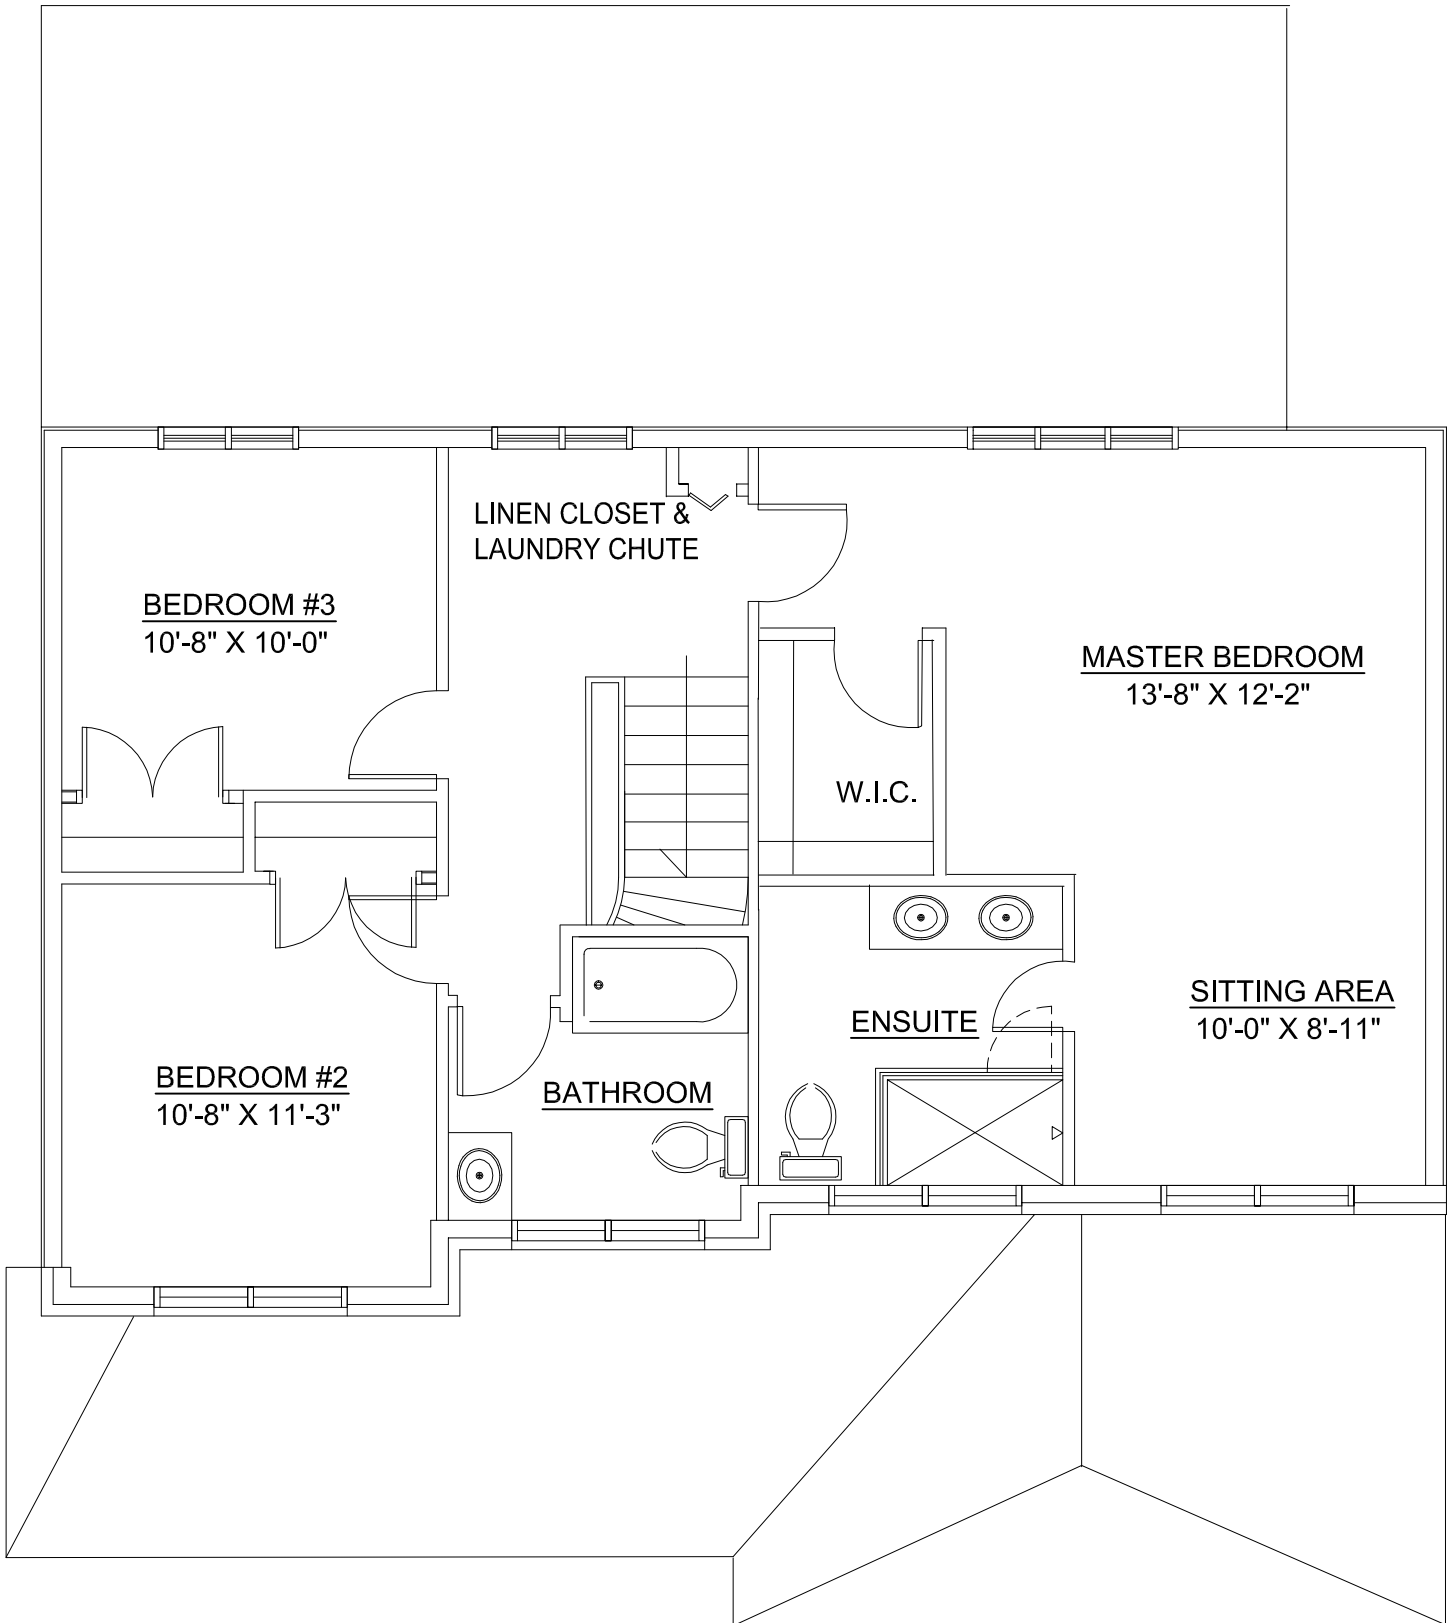 LINEN CLOSET &
LAUNDRY CHUTE
BEDROOM #3
10'-8" X 10'-0"
MASTER BEDROOM
13'-8" X 12'-2"
W.I.C.
SITTING AREA
10'-0" X 8'-11"
ENSUITE
BEDROOM #2
10'-8" X 11'-3"
BATHROOM